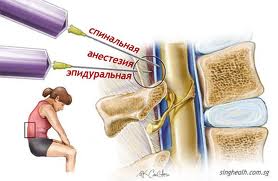 спинальная
анестезия
эпидуральная
singhealth.com.sg